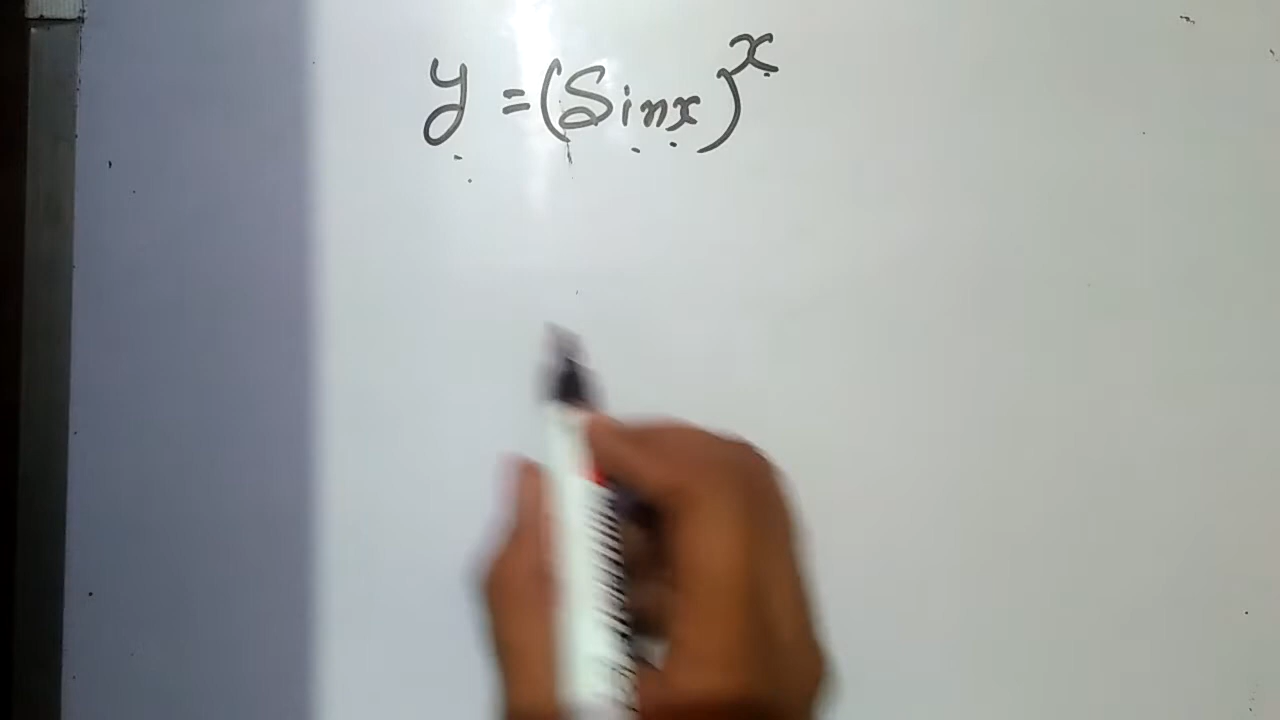 y = (Sinx)^x